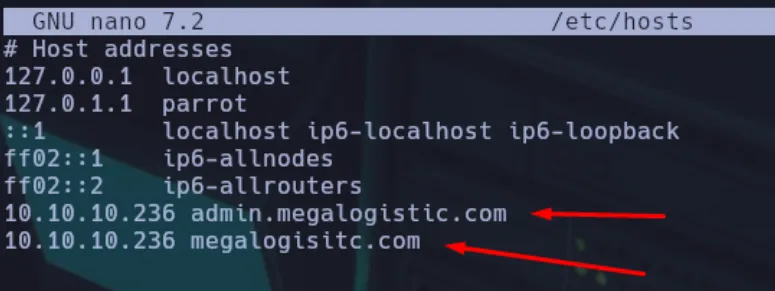 GNU nano 7.2 /etc/hosts
# Host addresses
127.0.0.1 localhost
127.0.1.1 parrot
::1 localhost ip6-localhost ip6-loopback
ff02::1 ip6-allnodes
ff02::2 ip6-allrouters
10.10.10.236 admin.megalogistic.com
10.10.10.236 megalogisitc.com